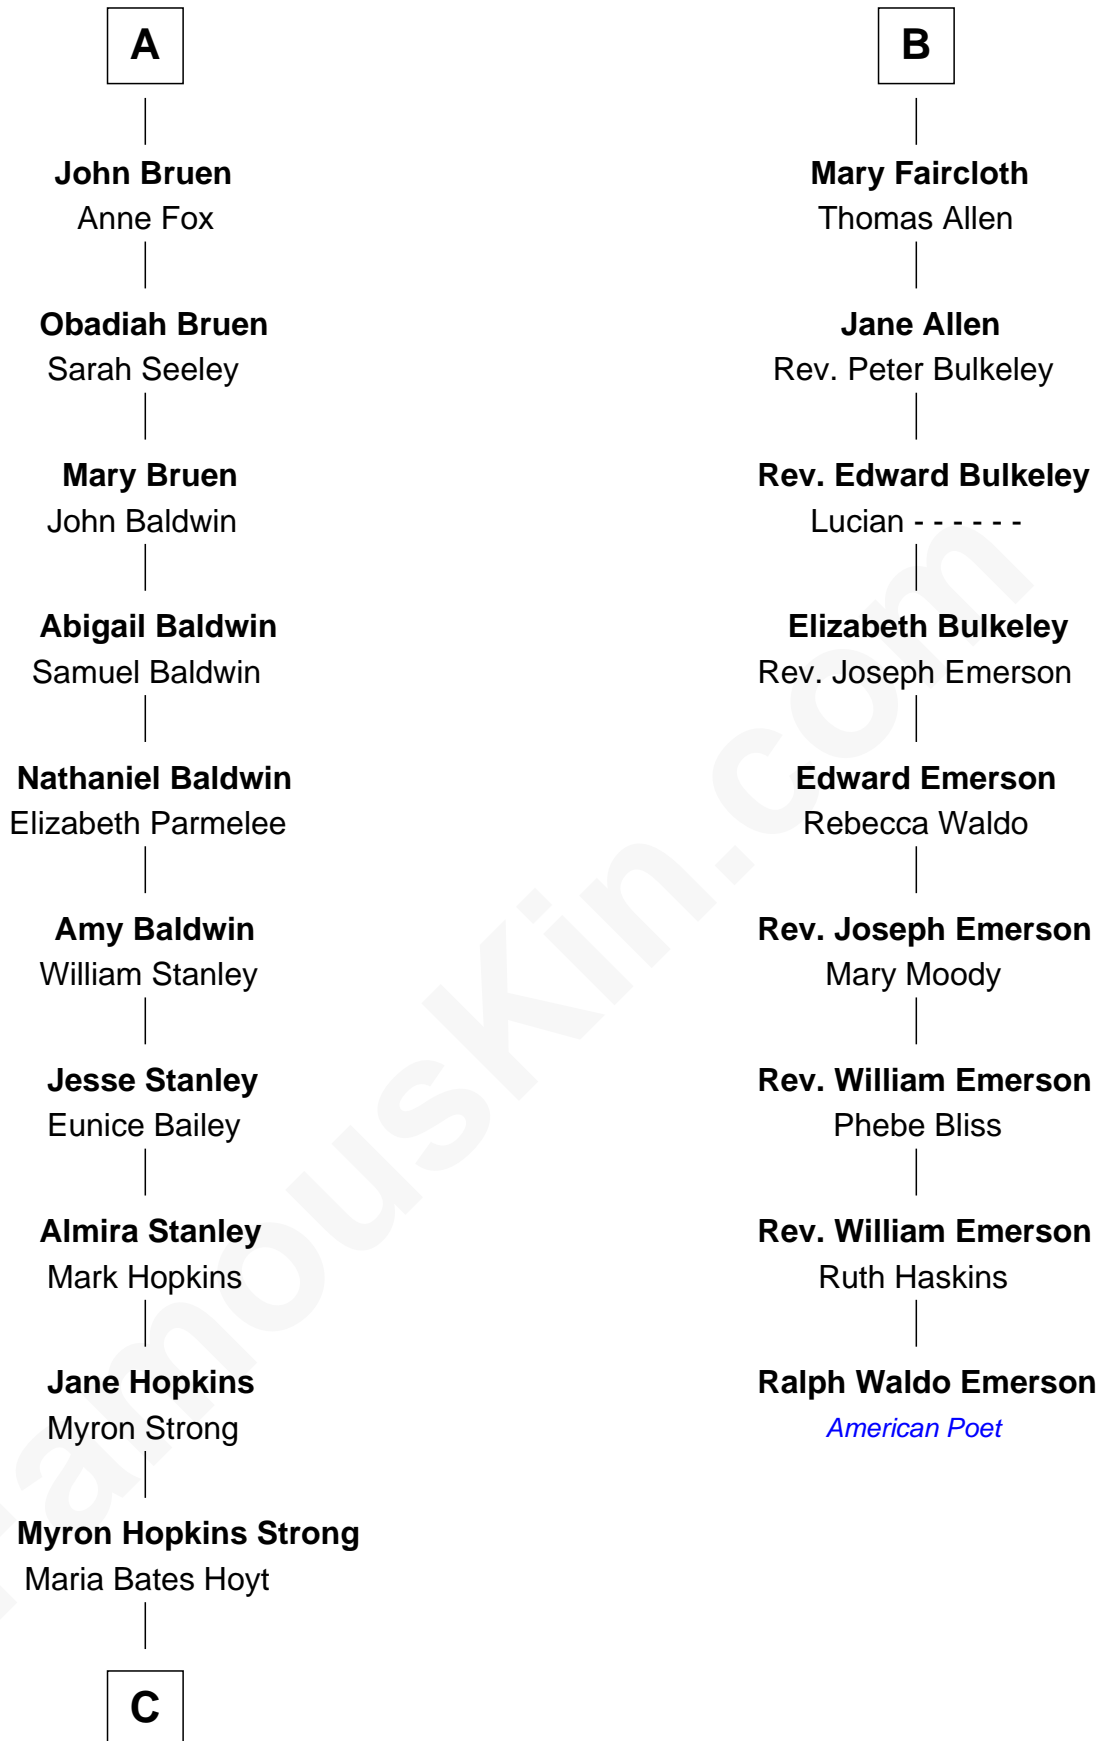 A
John Bruen
Anne Fox
Obadiah Bruen
Sarah Seeley
Mary Bruen
John Baldwin
Abigail Baldwin
Samuel Baldwin
Nathaniel Baldwin
Elizabeth Parmelee
Amy Baldwin
William Stanley
Jesse Stanley
Eunice Bailey
Almira Stanley
Mark Hopkins
Jane Hopkins
Myron Strong
Myron Hopkins Strong
Maria Bates Hoyt
C
B
Mary Faircloth
Thomas Allen
Jane Allen
Rev. Peter Bulkeley
Rev. Edward Bulkeley
Lucian - - - - - -
Elizabeth Bulkeley
Rev. Joseph Emerson
Edward Emerson
Rebecca Waldo
Rev. Joseph Emerson
Mary Moody
Rev. William Emerson
Phebe Bliss
Rev. William Emerson
Ruth Haskins
Ralph Waldo Emerson
American Poet
FamousKin.com